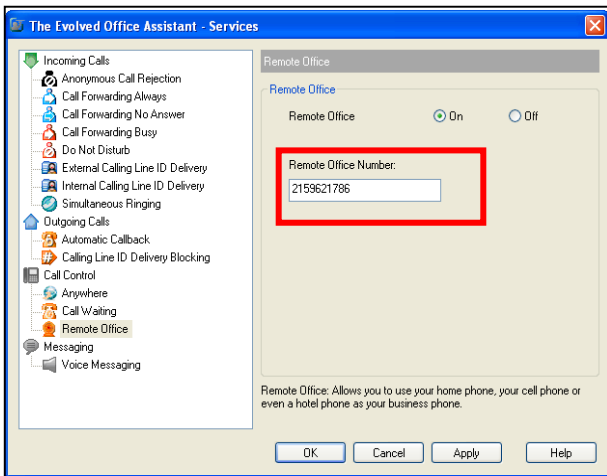 The Evolved Office Assistant - Services
Incoming Calls
Anonymous Call Rejection
Call Forwarding Always
Call Forwarding No Answer
Call Forwarding Busy
Do Not Disturb
External Calling Line ID Delivery
Internal Calling Line ID Delivery
Simultaneous Ringing
Outgoing Calls
Automatic Callback
Calling Line ID Delivery Blocking
Call Control
Anywhere
Call Waiting
Remote Office
Messaging
Voice Messaging
Remote Office
Remote Office
Remote Office On Off
Remote Office Number:
2159621786
Remote Office: Allows you to use your home phone, your cell phone or
even a hotel phone as your business phone.
OK Cancel Apply Help